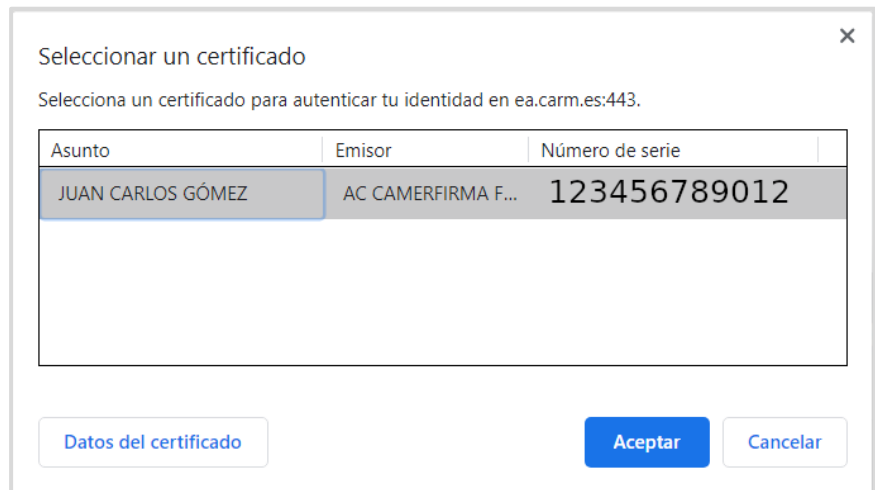 Seleccionar un certificado
Selecciona un certificado para autenticar tu identidad en ea.carm.es:443.
Asunto Emisor Número de serie
JUAN CARLOS GÓMEZ AC CAMERFIRMA F... 123456789012
Datos del certificado Aceptar Cancelar